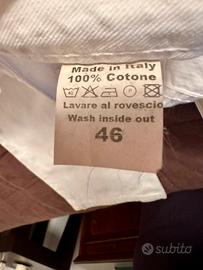 Made in Italy
100% Cotone
Lavare al rovescio
Wash inside out
46
subito